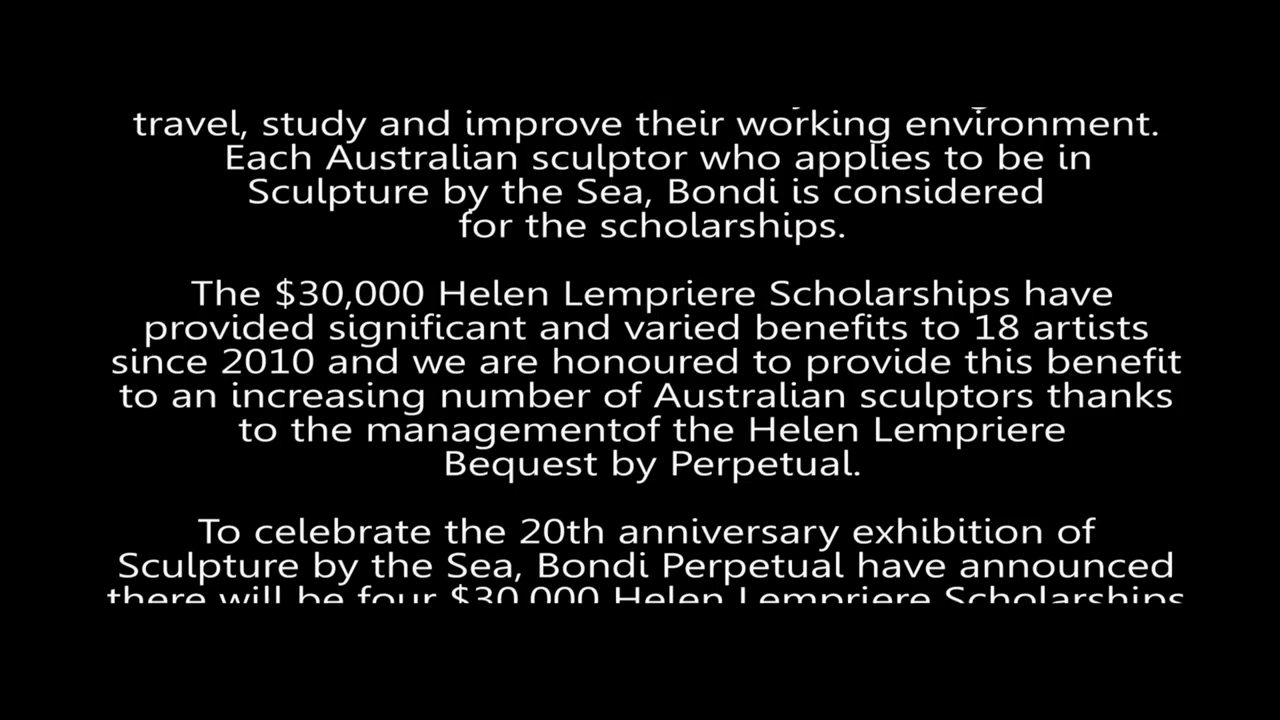 travel, study and improve their working environment.
Each Australian sculptor who applies to be in
Sculpture by the Sea, Bondi is considered
for the scholarships.
The $30,000 Helen Lempriere Scholarships have
provided significant and varied benefits to 18 artists
since 2010 and we are honoured to provide this benefit
to an increasing number of Australian sculptors thanks
to the managementof the Helen Lempriere
Bequest by Perpetual.
To celebrate the 20th anniversary exhibition of
Sculpture by the Sea, Bondi Perpetual have announced
there will be four $30,000 Helen Lempriere Scholarships